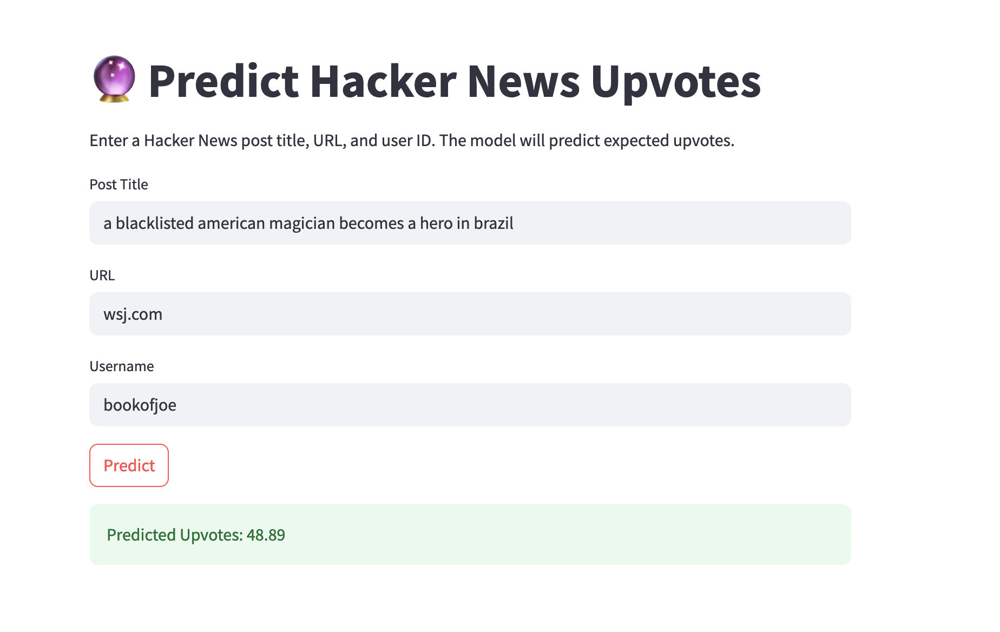 Predict Hacker News Upvotes
Enter a Hacker News post title, URL, and user ID. The model will predict expected upvotes.
Post Title
a blacklisted american magician becomes a hero in brazil
URL
wsj.com
Username
bookofjoe
Predict
Predicted Upvotes: 48.89